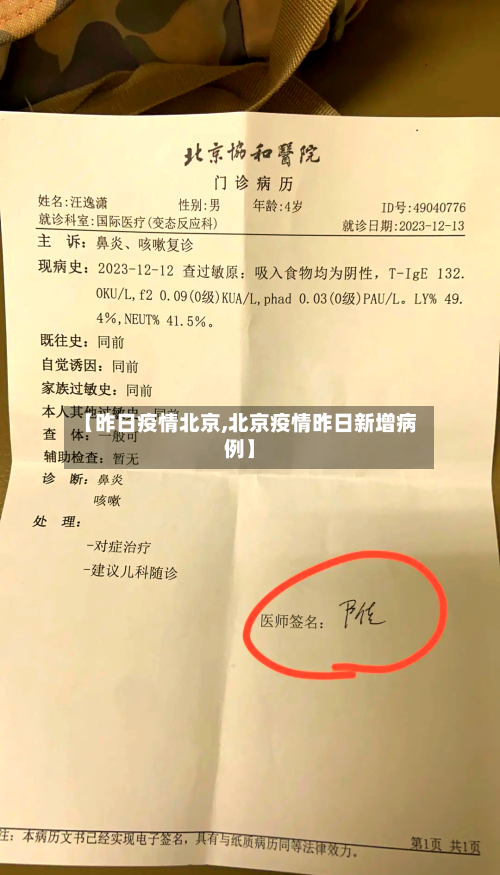 北京協和醫院
门诊病历
姓名:汪逸潇 性别:男 年龄:4岁 ID号:49040776
就诊科室:国际医疗(变态反应科) 就诊日期:2023-12-13
主 诉:鼻炎、咳嗽复诊
现病史:2023-12-12 查过敏原:吸入食物均为阴性，T-IgE 132.
0KU/L,f2 0.09(0级)KUA/L,phad 0.03(0级)PAU/L。LY% 49.
4%,NEUT% 41.5%。
既往史:同前
自觉诱因:同前
家族过敏史:同前
本人其他过敏史:同前
【昨日疫情北京,北京疫情昨日新增病
例】
查 体:一般可
辅助检查:暂无
诊 断:鼻炎
咳嗽
处 理:
-对症治疗
-建议儿科随诊
医师签名:
注:本病历文书已经实现电子签名,具有与纸质病历同等法律效力。 第1页 共1页